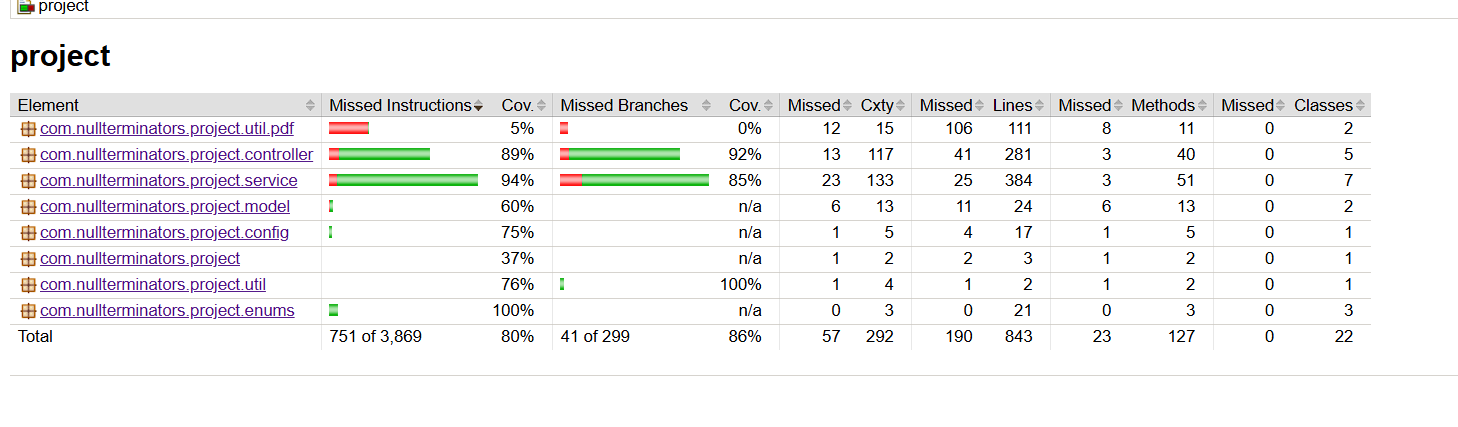 project
project
Element Missed Instructions Cov. Missed Branches Cov. Missed Cxty Missed Lines Missed Methods Missed Classes
com.nullterminators.project.util.pdf 5% 0% 12 15 106 111 8 11 0 2
com.nullterminators.project.controller 89% 92% 13 117 41 281 3 40 0 5
com.nullterminators.project.service 94% 85% 23 133 25 384 3 51 0 7
com.nullterminators.project.model 60% n/a 6 13 11 24 6 13 0 2
com.nullterminators.project.config 75% n/a 1 5 4 17 1 5 0 1
com.nullterminators.project 37% n/a 1 2 2 3 1 2 0 1
com.nullterminators.project.util 76% 100% 1 4 1 2 1 2 0 1
com.nullterminators.project.enums 100% n/a 0 3 0 21 0 3 0 3
Total 751 of 3,869 80% 41 of 299 86% 57 292 190 843 23 127 0 22